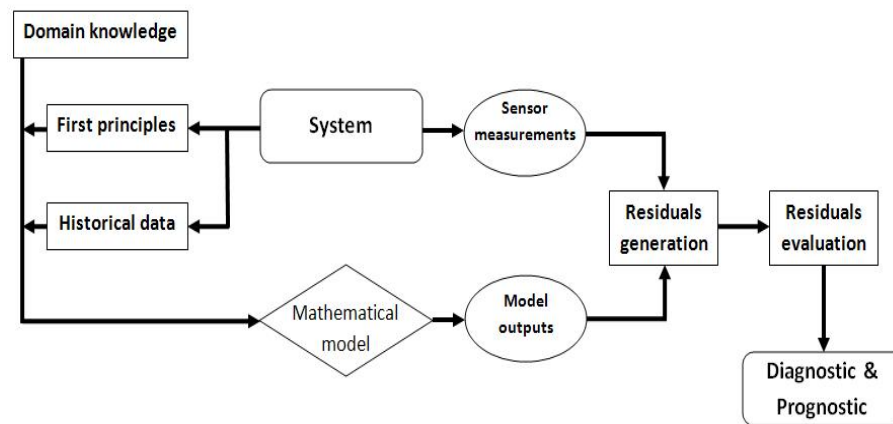 Domain knowledge
First principles
System
Sensor
measurements
Historical data
Residuals
generation
Residuals
evaluation
Mathematical
model
Model
outputs
Diagnostic &
Prognostic